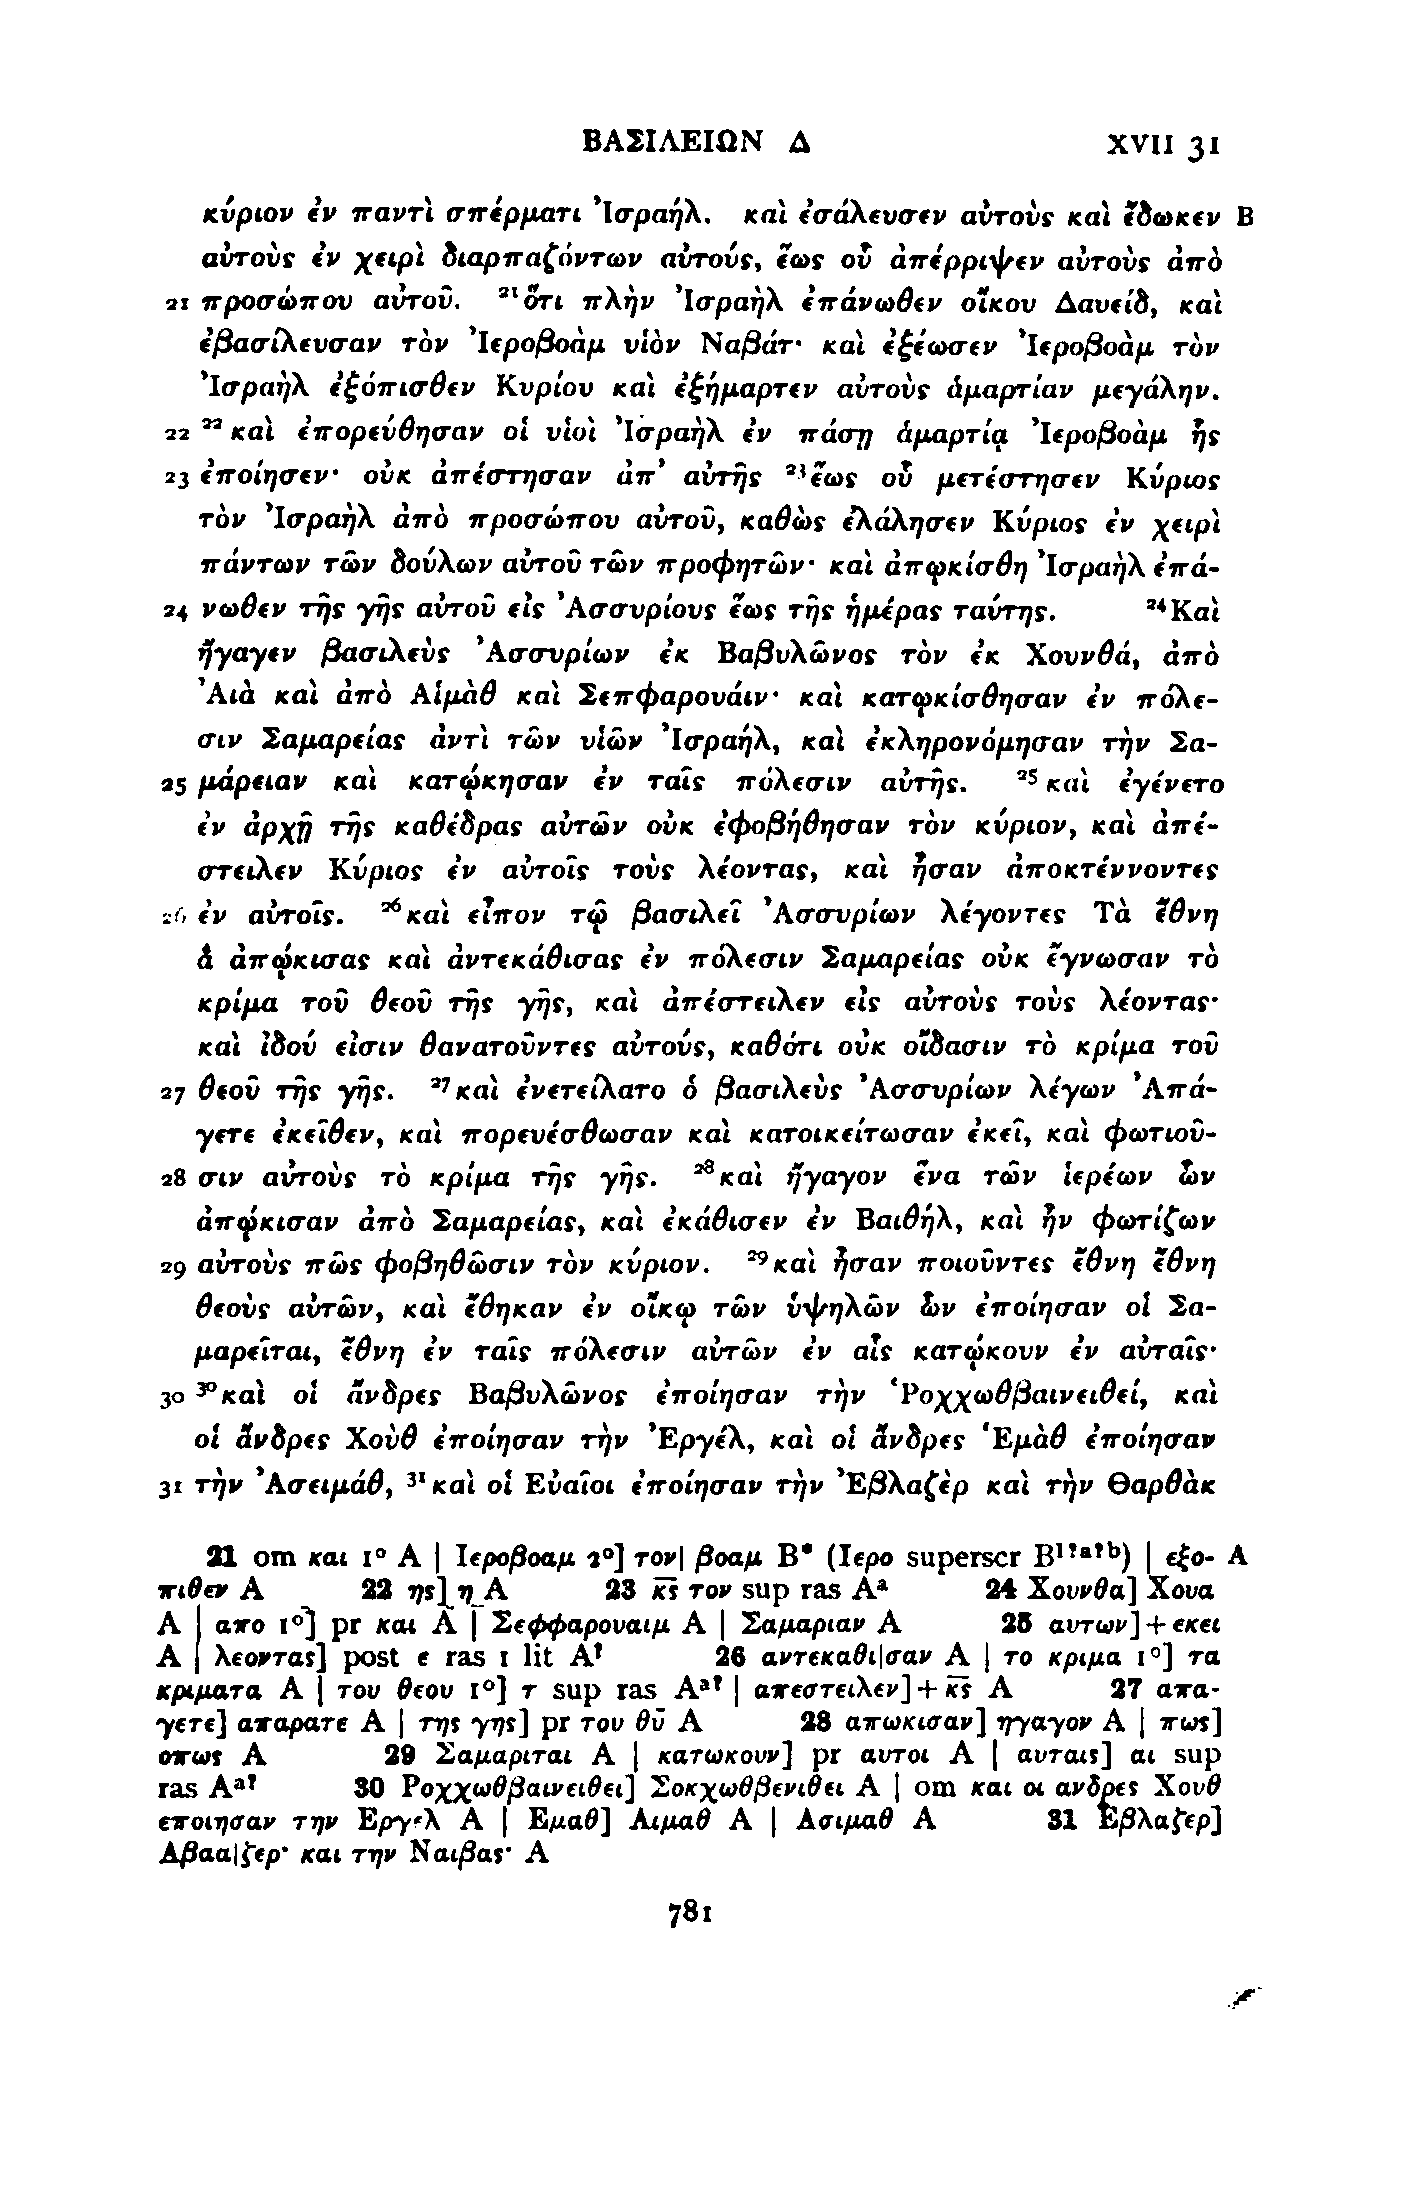 ΒΑΣΙΛΕΙΩΝ Δ XVII 31
κύριον ἐν παντὶ σπέρματι Ἰσραήλ. καὶ ἐσάλευσεν αὐτοὺς καὶ ἔδωκεν B
αὐτοὺς ἐν χειρὶ διαρπαζόντων αὐτούς, ἕως οὗ ἀπέρριψεν αὐτοὺς ἀπὸ
21 προσώπου αὐτοῦ. ²¹ὅτι πλὴν Ἰσραὴλ ἐπάνωθεν οἴκου Δαυείδ, καὶ
ἐβασίλευσαν τὸν Ἰεροβοὰμ υἱὸν Ναβάτ· καὶ ἐξέωσεν Ἰεροβοὰμ τὸν
Ἰσραὴλ ἐξόπισθεν Κυρίου καὶ ἐξήμαρτεν αὐτοὺς ἁμαρτίαν μεγάλην.
22 ²²καὶ ἐπορεύθησαν οἱ υἱοὶ Ἰσραὴλ ἐν πάσῃ ἁμαρτίᾳ Ἰεροβοὰμ ἧς
23 ἐποίησεν· οὐκ ἀπέστησαν ἀπ’ αὐτῆς ²³ἕως οὗ μετέστησεν Κύριος
τὸν Ἰσραὴλ ἀπὸ προσώπου αὐτοῦ, καθὼς ἐλάλησεν Κύριος ἐν χειρὶ
πάντων τῶν δούλων αὐτοῦ τῶν προφητῶν· καὶ ἀπῳκίσθη Ἰσραὴλ ἐπά-
24 νωθεν τῆς γῆς αὐτοῦ εἰς Ἀσσυρίους ἕως τῆς ἡμέρας ταύτης. ²⁴Καὶ
ἤγαγεν βασιλεὺς Ἀσσυρίων ἐκ Βαβυλῶνος τὸν ἐκ Χουνθά, ἀπὸ
Ἀιὰ καὶ ἀπὸ Αἱμὰθ καὶ Σεπφαρουάιν· καὶ κατῳκίσθησαν ἐν πόλε-
σιν Σαμαρείας ἀντὶ τῶν υἱῶν Ἰσραήλ, καὶ ἐκληρονόμησαν τὴν Σα-
25 μάρειαν καὶ κατῴκησαν ἐν ταῖς πόλεσιν αὐτῆς. ²⁵καὶ ἐγένετο
ἐν ἀρχῇ τῆς καθέδρας αὐτῶν οὐκ ἐφοβήθησαν τὸν κύριον, καὶ ἀπέ-
στειλεν Κύριος ἐν αὐτοῖς τοὺς λέοντας, καὶ ἦσαν ἀποκτέννοντες
26 ἐν αὐτοῖς. ²⁶καὶ εἶπον τῷ βασιλεῖ Ἀσσυρίων λέγοντες Τὰ ἔθνη
ἃ ἀπῴκισας καὶ ἀντεκάθισας ἐν πόλεσιν Σαμαρείας οὐκ ἔγνωσαν τὸ
κρίμα τοῦ θεοῦ τῆς γῆς, καὶ ἀπέστειλεν εἰς αὐτοὺς τοὺς λέοντας·
καὶ ἰδού εἰσιν θανατοῦντες αὐτούς, καθότι οὐκ οἴδασιν τὸ κρίμα τοῦ
27 θεοῦ τῆς γῆς. ²⁷καὶ ἐνετείλατο ὁ βασιλεὺς Ἀσσυρίων λέγων Ἀπά-
γετε ἐκεῖθεν, καὶ πορευέσθωσαν καὶ κατοικείτωσαν ἐκεῖ, καὶ φωτιοῦ-
28 σιν αὐτοὺς τὸ κρίμα τῆς γῆς. ²⁸καὶ ἤγαγον ἕνα τῶν ἱερέων ὧν
ἀπῴκισαν ἀπὸ Σαμαρείας, καὶ ἐκάθισεν ἐν Βαιθήλ, καὶ ἦν φωτίζων
29 αὐτοὺς πῶς φοβηθῶσιν τὸν κύριον. ²⁹καὶ ἦσαν ποιοῦντες ἔθνη ἔθνη
θεοὺς αὐτῶν, καὶ ἔθηκαν ἐν οἴκῳ τῶν ὑψηλῶν ὧν ἐποίησαν οἱ Σα-
μαρεῖται, ἔθνη ἐν ταῖς πόλεσιν αὐτῶν ἐν αἷς κατῴκουν ἐν αὐταῖς·
30 ³⁰καὶ οἱ ἄνδρες Βαβυλῶνος ἐποίησαν τὴν Ῥοχχωθβαινειθεί, καὶ
οἱ ἄνδρες Χοὺθ ἐποίησαν τὴν Ἐργέλ, καὶ οἱ ἄνδρες Ἐμὰθ ἐποίησαν
31 τὴν Ἀσειμάθ, ³¹καὶ οἱ Εὐαῖοι ἐποίησαν τὴν Ἐβλαζὲρ καὶ τὴν Θαρθὰκ
21 om και 1° A | Ιεροβοαμ 2°] τον| βοαμ B* (Ιερο superscr B¹ᵗᵃᵗᵇ) | εξο- A
πιθεν A 22 ης] η A 23 κς τον sup ras Aᵃ 24 Χουνθα] Χουα
A | απο 1°] pr και A | Σεφφαρουαιμ A | Σαμαριαν A 25 αυτων]+εκει
A | λεοντας] post ε ras 1 lit A? 26 αντεκαθι|σαν A | το κριμα 1°] τα
κριματα A | του θεου 1°] τ sup ras Aᵃ? | απεστειλεν]+κς A 27 απα-
γετε] απαρατε A | της γης] pr του θυ A 28 απωκισαν] ηγαγον A | πως]
οπως A 29 Σαμαριται A | κατωκουν] pr αυτοι A | αυταις] αι sup
ras Aᵃ? 30 Ροχχωθβαινειθει] Σοκχωθβενιθει A | om και οι ανδρες Χουθ
εποιησαν την Εργελ A | Εμαθ] Αιμαθ A | Ασιμαθ A 31 Εβλαζερ]
Αβαα|ζερ· και την Ναιβας· A
781